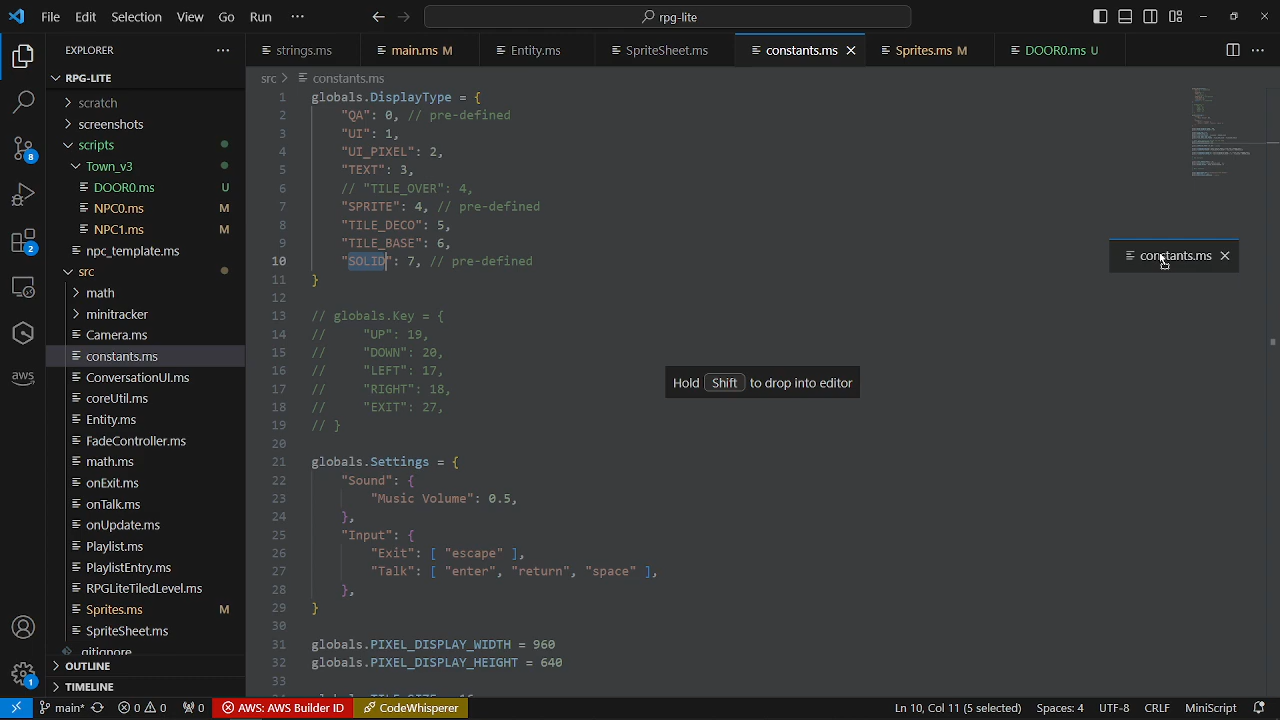 File Edit Selection View Go Run ··· rpg-lite
EXPLORER ···
strings.ms main.ms M Entity.ms SpriteSheet.ms constants.ms Sprites.ms M DOOR0.ms U ···
RPG-LITE
scratch
screenshots
scripts
Town_v3
DOOR0.ms U
NPC0.ms M
NPC1.ms M
npc_template.ms
src
math
minitracker
Camera.ms
constants.ms
ConversationUI.ms
coreUtil.ms
Entity.ms
FadeController.ms
math.ms
onExit.ms
onTalk.ms
onUpdate.ms
Playlist.ms
PlaylistEntry.ms
RPGLiteTiledLevel.ms
Sprites.ms M
SpriteSheet.ms
.gitignore
OUTLINE
TIMELINE
8
2
aws
1
src > constants.ms
1 globals.DisplayType = {
2 "QA": 0, // pre-defined
3 "UI": 1,
4 "UI_PIXEL": 2,
5 "TEXT": 3,
6 // "TILE_OVER": 4,
7 "SPRITE": 4, // pre-defined
8 "TILE_DECO": 5,
9 "TILE_BASE": 6,
10 "SOLID": 7, // pre-defined
11 }
12
13 // globals.Key = {
14 // "UP": 19,
15 // "DOWN": 20,
16 // "LEFT": 17,
17 // "RIGHT": 18,
18 // "EXIT": 27,
19 // }
20
21 globals.Settings = {
22 "Sound": {
23 "Music Volume": 0.5,
24 },
25 "Input": {
26 "Exit": [ "escape" ],
27 "Talk": [ "enter", "return", "space" ],
28 },
29 }
30
31 globals.PIXEL_DISPLAY_WIDTH = 960
32 globals.PIXEL_DISPLAY_HEIGHT = 640
constants.ms
Hold Shift to drop into editor
main* 0 0 0 AWS: AWS Builder ID CodeWhisperer Ln 10, Col 11 (5 selected) Spaces: 4 UTF-8 CRLF MiniScript